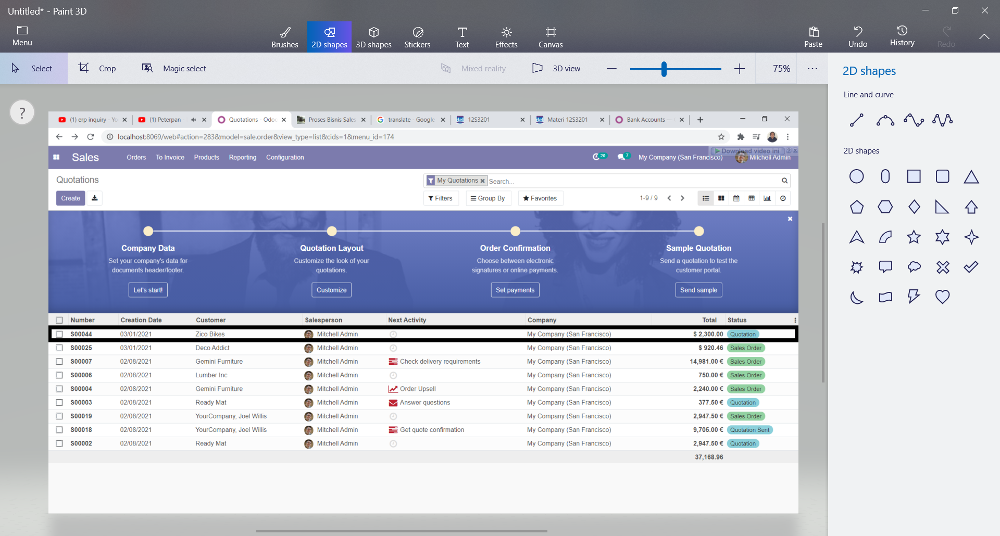 Untitled* - Paint 3D
Menu
Brushes
2D shapes
3D shapes
Stickers
Text
Effects
Canvas
Paste
Undo
History
Redo
Select
Crop
Magic select
Mixed reality
3D view
75%
2D shapes
Line and curve
2D shapes
?
(1) erp inquiry - Yo
(1) Peterpan -
Quotations - Odoo
Proses Bisnis Sales
translate - Google
12S3201
Materi 12S3201
Bank Accounts —
localhost:8069/web#action=283&model=sale.order&view_type=list&cids=1&menu_id=174
Sales
Orders
To Invoice
Products
Reporting
Configuration
20
7
My Company (San Francisco)
Mitchell Admin
Download video ini
Quotations
My Quotations
Search...
Create
Filters
Group By
Favorites
1-9 / 9
Company Data
Set your company's data for
documents header/footer.
Let's start!
Quotation Layout
Customize the look of your
quotations.
Customize
Order Confirmation
Choose between electronic
signatures or online payments.
Set payments
Sample Quotation
Send a quotation to test the
customer portal.
Send sample
Number Creation Date Customer Salesperson Next Activity Company Total Status
S00044 03/01/2021 Zico Bikes Mitchell Admin My Company (San Francisco) $ 2,300.00 Quotation
S00025 03/01/2021 Deco Addict Mitchell Admin My Company (San Francisco) $ 920.46 Sales Order
S00007 02/08/2021 Gemini Furniture Mitchell Admin Check delivery requirements My Company (San Francisco) 14,981.00 € Sales Order
S00006 02/08/2021 Lumber Inc Mitchell Admin My Company (San Francisco) 750.00 € Sales Order
S00004 02/08/2021 Gemini Furniture Mitchell Admin Order Upsell My Company (San Francisco) 2,240.00 € Sales Order
S00003 02/08/2021 Ready Mat Mitchell Admin Answer questions My Company (San Francisco) 377.50 € Quotation
S00019 02/08/2021 YourCompany, Joel Willis Mitchell Admin My Company (San Francisco) 2,947.50 € Sales Order
S00018 02/08/2021 YourCompany, Joel Willis Mitchell Admin Get quote confirmation My Company (San Francisco) 9,705.00 € Quotation Sent
S00002 02/08/2021 Ready Mat Mitchell Admin My Company (San Francisco) 2,947.50 € Quotation
37,168.96